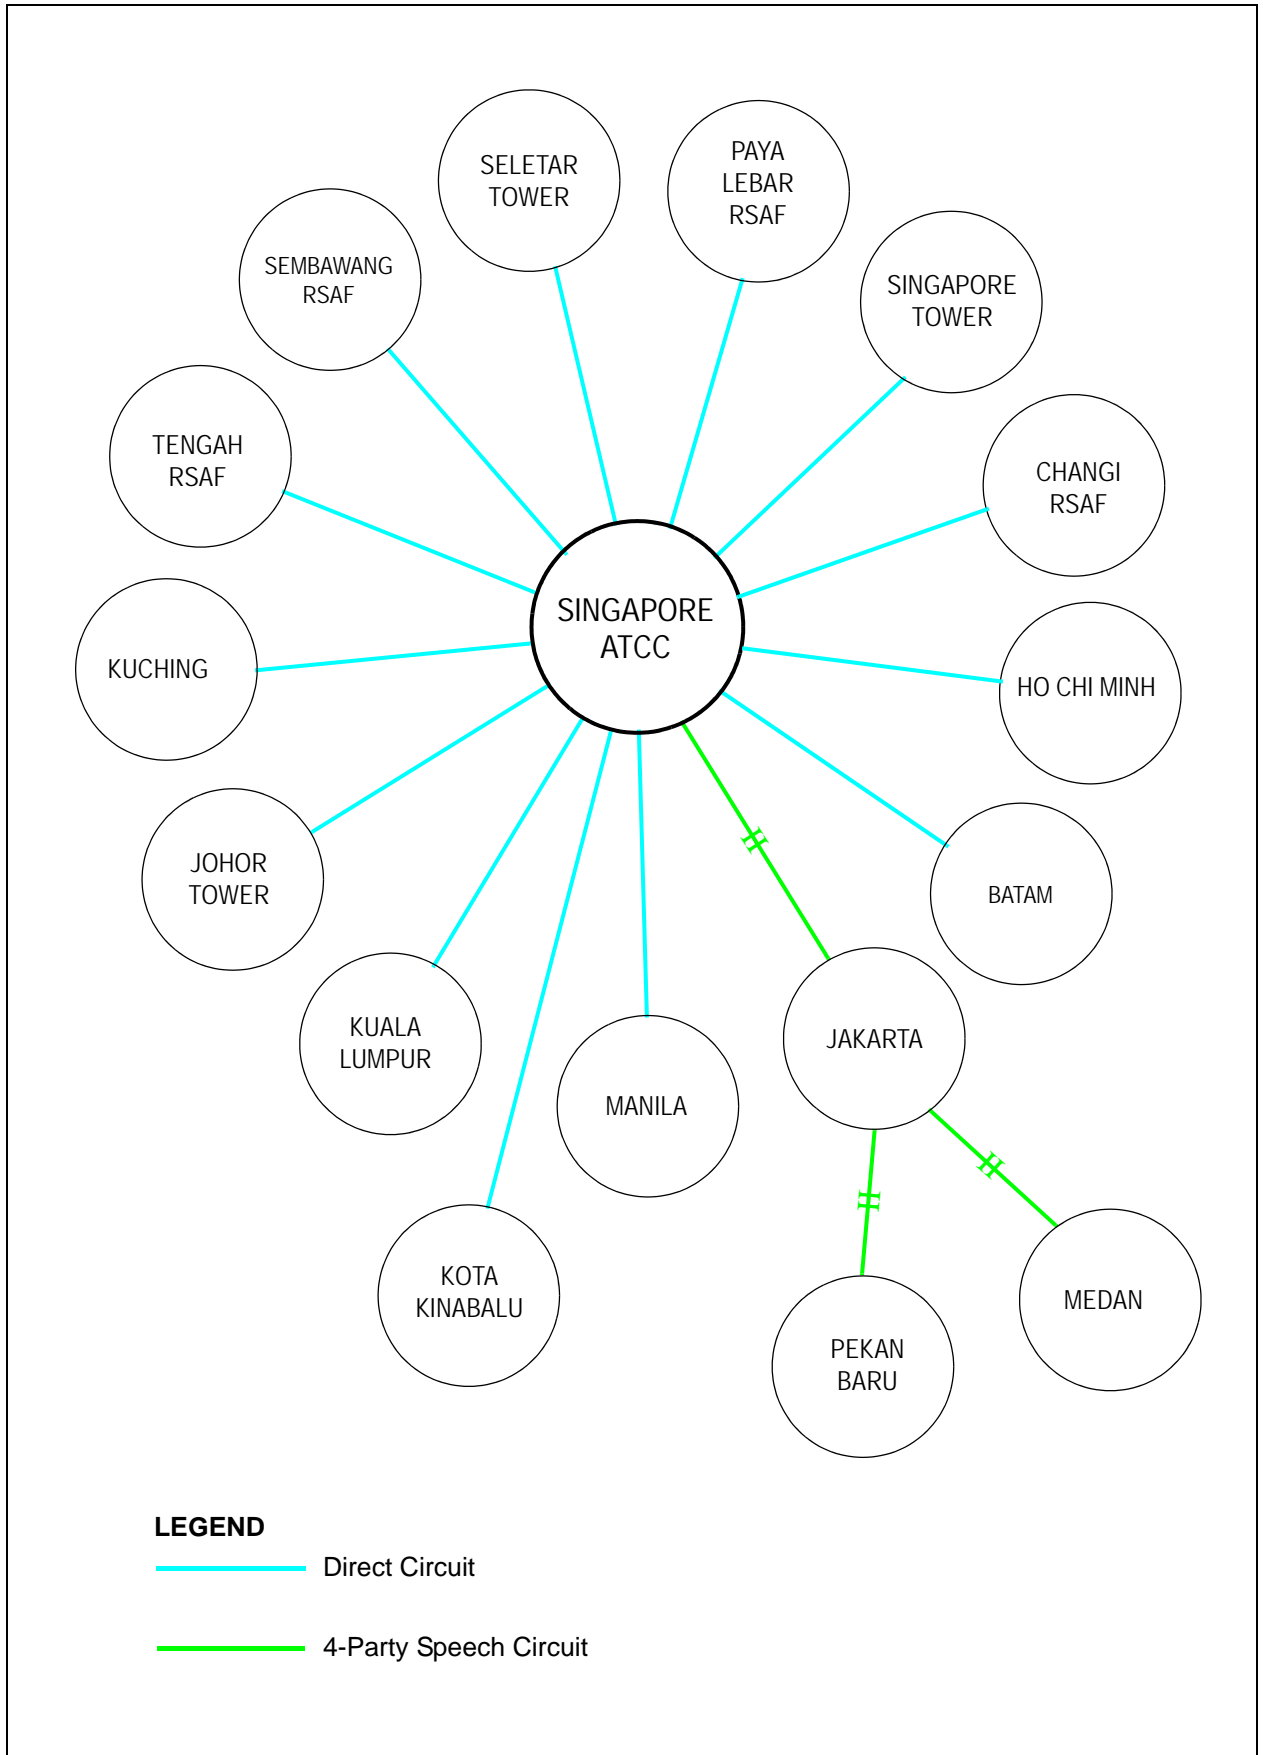 SELETAR
TOWER
PAYA
LEBAR
RSAF
SEMBAWANG
RSAF
SINGAPORE
TOWER
TENGAH
RSAF
CHANGI
RSAF
SINGAPORE
ATCC
KUCHING
HO CHI MINH
JOHOR
TOWER
BATAM
KUALA
LUMPUR
JAKARTA
MANILA
KOTA
KINABALU
MEDAN
PEKAN
BARU
LEGEND
Direct Circuit
4-Party Speech Circuit